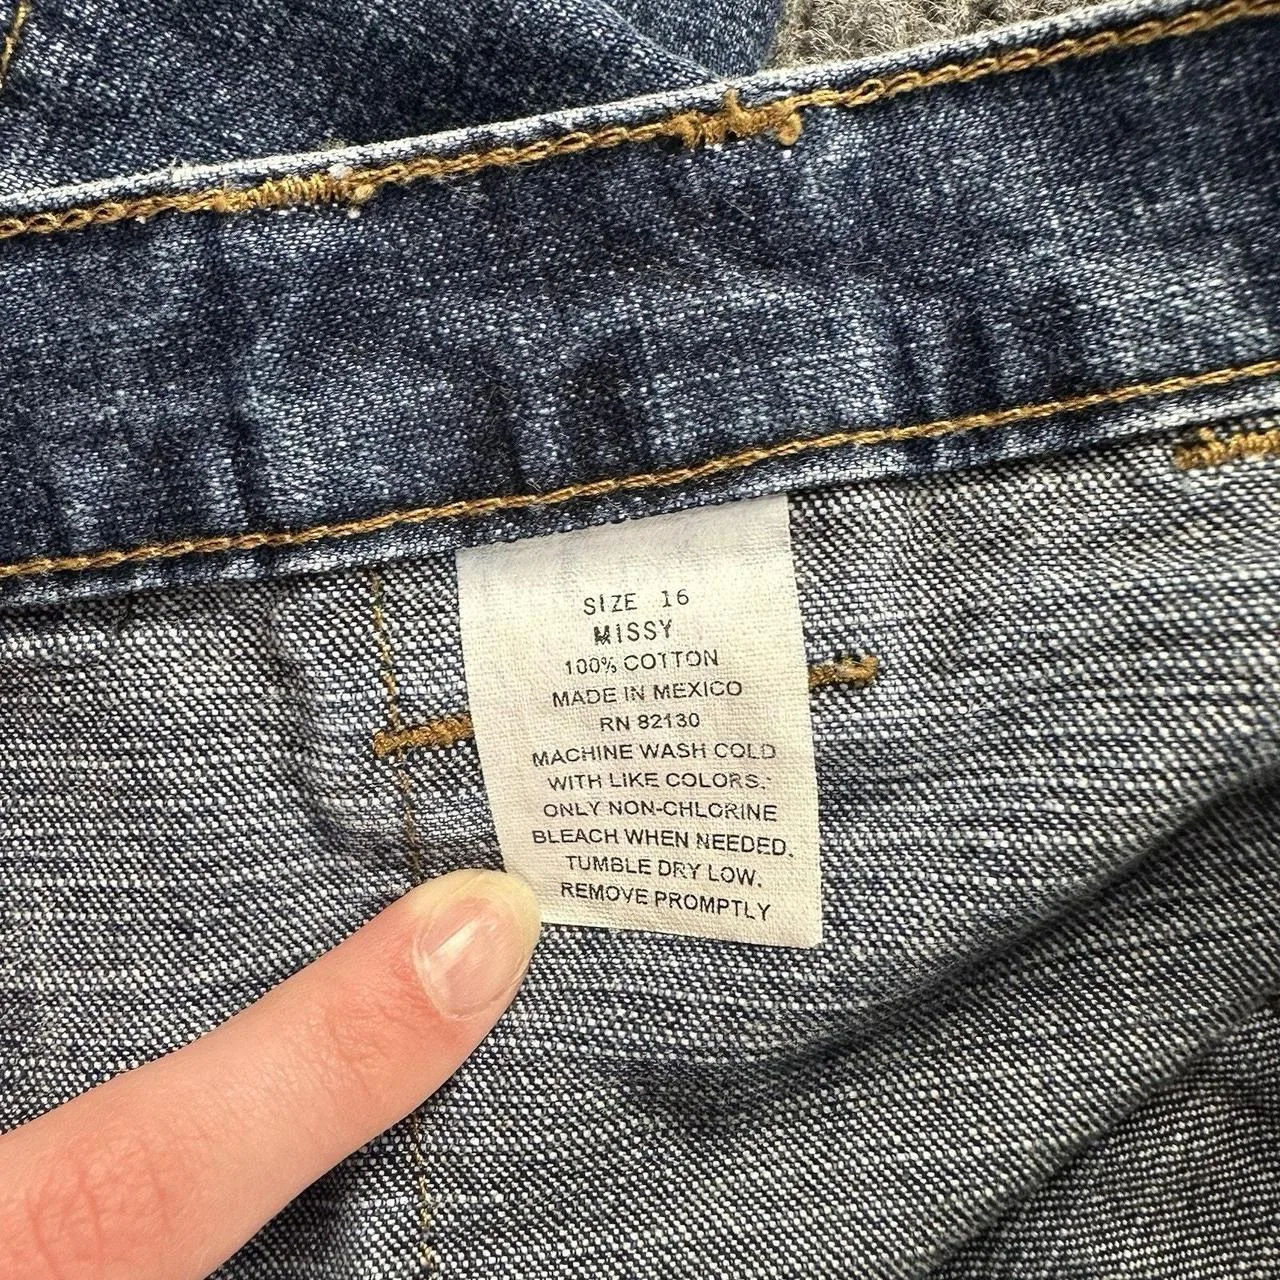 SIZE 16
MISSY
100% COTTON
MADE IN MEXICO
RN 82130
MACHINE WASH COLD
WITH LIKE COLORS.
ONLY NON-CHLORINE
BLEACH WHEN NEEDED.
TUMBLE DRY LOW.
REMOVE PROMPTLY